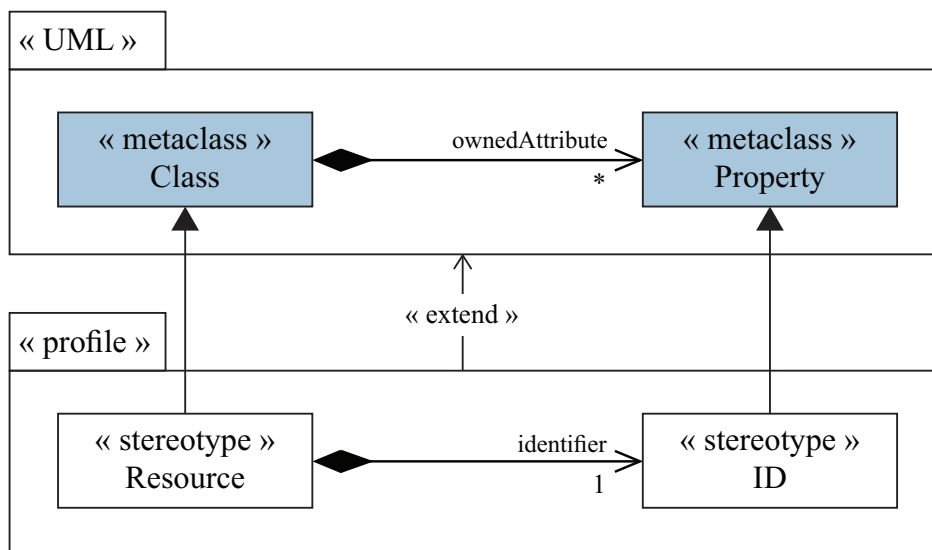 « UML »
« metaclass »
Class
ownedAttribute
*
« metaclass »
Property
« extend »
« profile »
« stereotype »
Resource
identifier
1
« stereotype »
ID